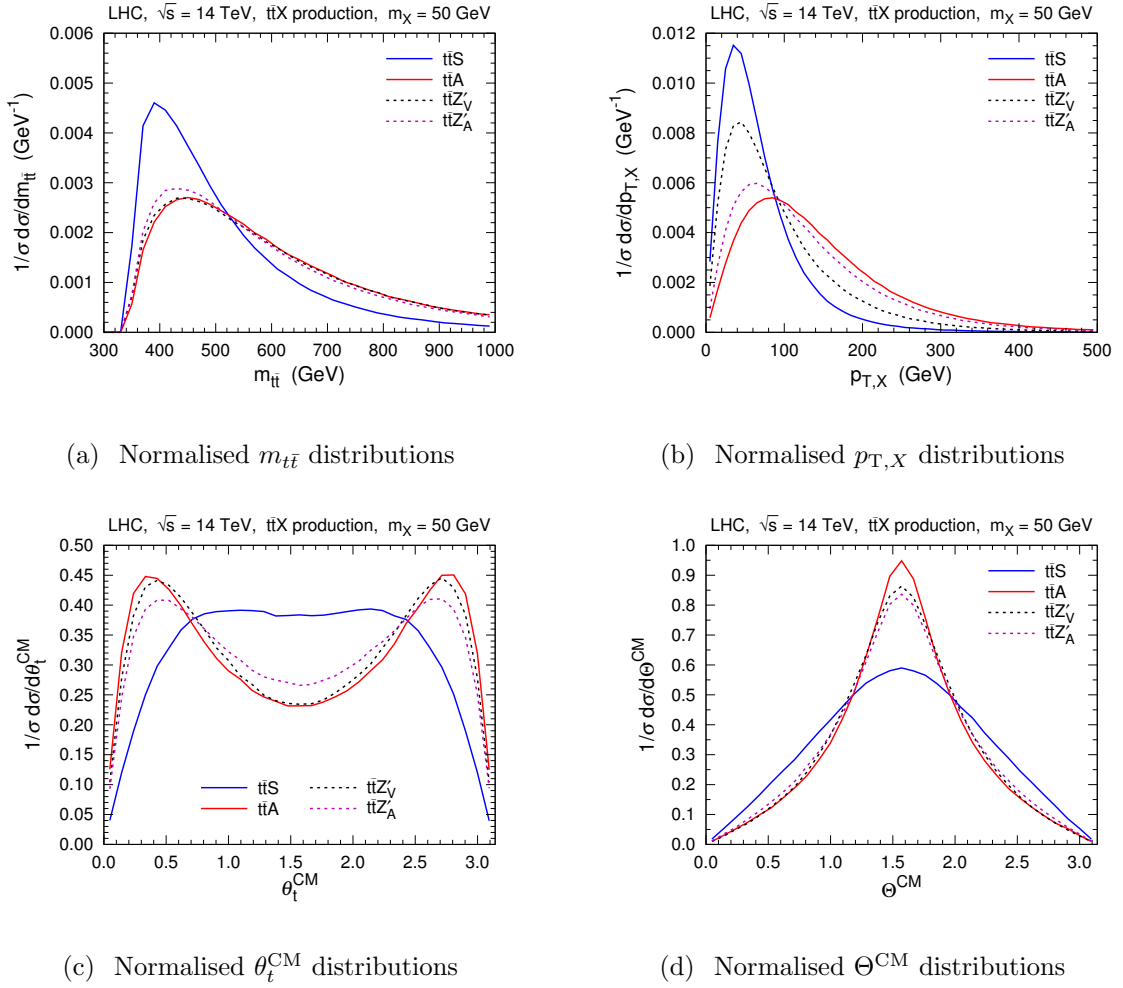 LHC, √s = 14 TeV, tt̄X production, m_X = 50 GeV
0.006
0.005
0.004
0.003
0.002
0.001
0.000
300 400 500 600 700 800 900 1000
1/σ dσ/dm_tt̄ (GeV⁻¹)
m_tt̄ (GeV)
tt̄S
tt̄A
tt̄Z′_V
tt̄Z′_A
(a) Normalised m_tt̄ distributions
LHC, √s = 14 TeV, tt̄X production, m_X = 50 GeV
0.012
0.010
0.008
0.006
0.004
0.002
0.000
0 100 200 300 400 500
1/σ dσ/dp_T,X (GeV⁻¹)
p_T,X (GeV)
tt̄S
tt̄A
tt̄Z′_V
tt̄Z′_A
(b) Normalised p_T,X distributions
LHC, √s = 14 TeV, tt̄X production, m_X = 50 GeV
0.50
0.45
0.40
0.35
0.30
0.25
0.20
0.15
0.10
0.05
0.00
0.0 0.5 1.0 1.5 2.0 2.5 3.0
1/σ dσ/dθ_t^CM
θ_t^CM
tt̄S
tt̄A
tt̄Z′_V
tt̄Z′_A
(c) Normalised θ_t^CM distributions
LHC, √s = 14 TeV, tt̄X production, m_X = 50 GeV
1.0
0.9
0.8
0.7
0.6
0.5
0.4
0.3
0.2
0.1
0.0
0.0 0.5 1.0 1.5 2.0 2.5 3.0
1/σ dσ/dΘ^CM
Θ^CM
tt̄S
tt̄A
tt̄Z′_V
tt̄Z′_A
(d) Normalised Θ^CM distributions